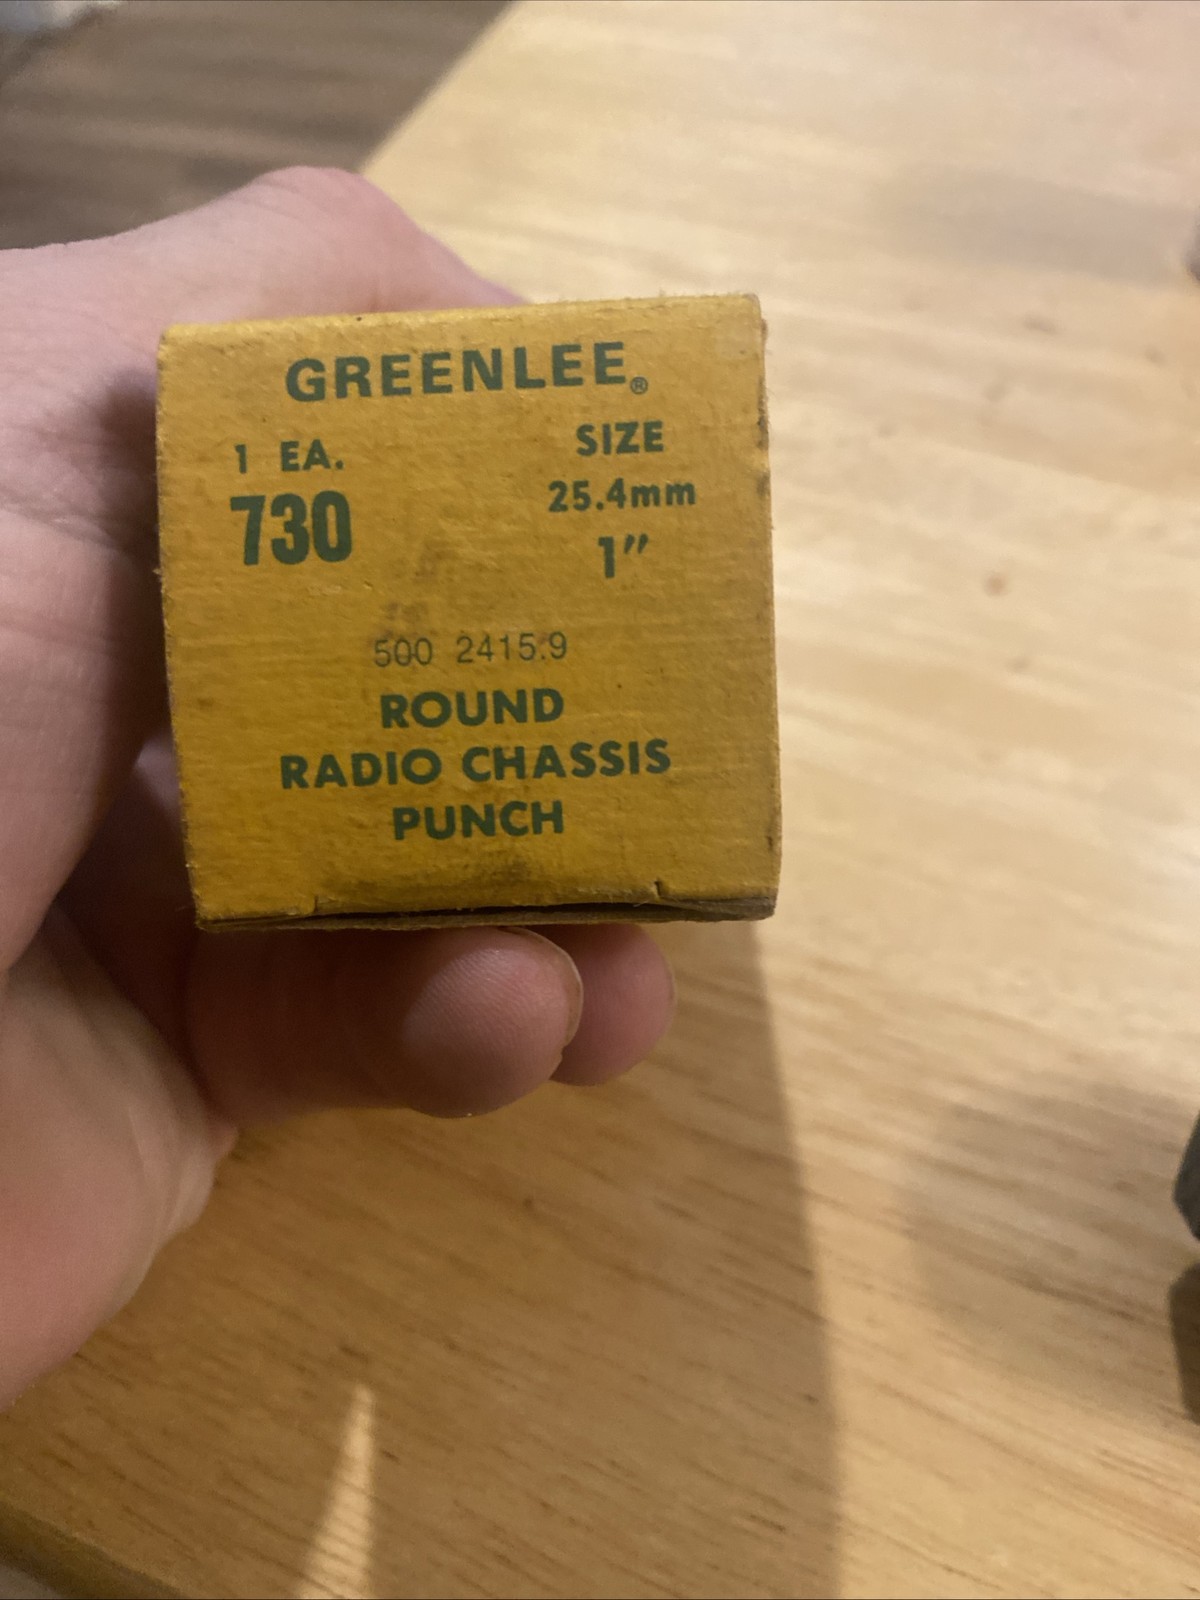 GREENLEE®
1 EA. SIZE
730 25.4mm
1"
500 2415.9
ROUND
RADIO CHASSIS
PUNCH